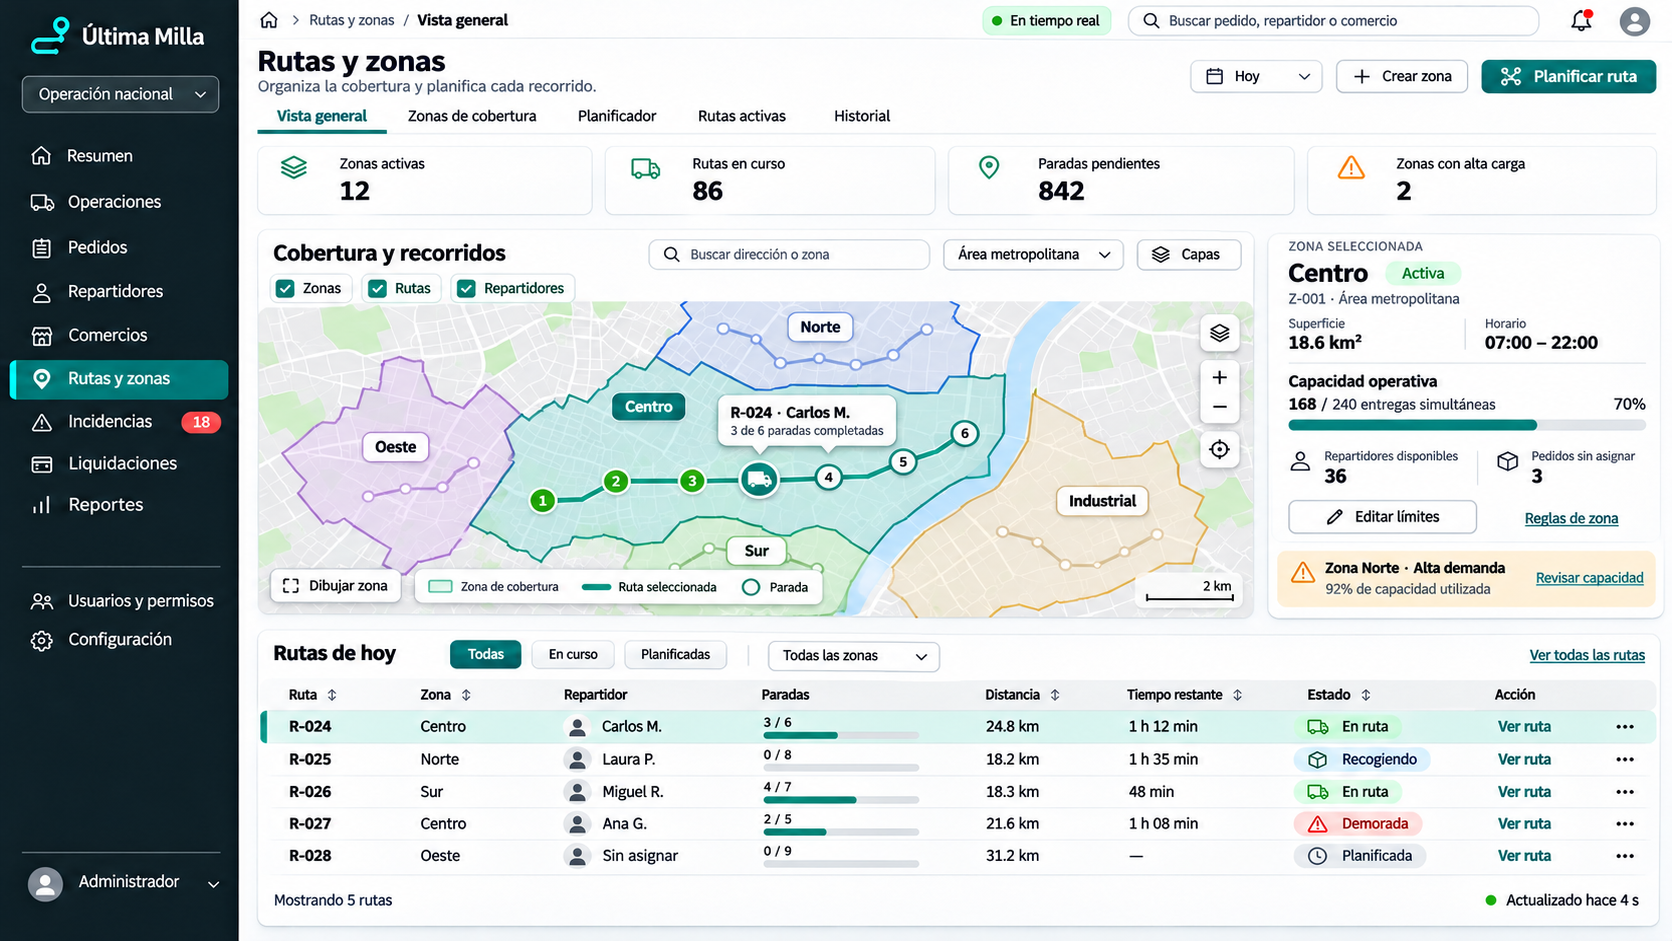 Última Milla
Operación nacional
Resumen
Operaciones
Pedidos
Repartidores
Comercios
Rutas y zonas
Incidencias 18
Liquidaciones
Reportes
Usuarios y permisos
Configuración
Administrador
Rutas y zonas / Vista general
En tiempo real
Buscar pedido, repartidor o comercio
Rutas y zonas
Organiza la cobertura y planifica cada recorrido.
Hoy
Crear zona
Planificar ruta
Vista general
Zonas de cobertura
Planificador
Rutas activas
Historial
Zonas activas
12
Rutas en curso
86
Paradas pendientes
842
Zonas con alta carga
2
Cobertura y recorridos
Buscar dirección o zona
Área metropolitana
Capas
Zonas
Rutas
Repartidores
Norte
Centro
R-024 · Carlos M.
3 de 6 paradas completadas
Oeste
1
2
3
4
5
6
Industrial
Sur
Dibujar zona
Zona de cobertura
Ruta seleccionada
Parada
2 km
ZONA SELECCIONADA
Centro Activa
Z-001 · Área metropolitana
Superficie
18.6 km²
Horario
07:00 – 22:00
Capacidad operativa
168 / 240 entregas simultáneas 70%
Repartidores disponibles
36
Pedidos sin asignar
3
Editar límites
Reglas de zona
Zona Norte · Alta demanda
92% de capacidad utilizada
Revisar capacidad
Rutas de hoy
Todas
En curso
Planificadas
Todas las zonas
Ver todas las rutas
Ruta Zona Repartidor Paradas Distancia Tiempo restante Estado Acción
R-024 Centro Carlos M. 3 / 6 24.8 km 1 h 12 min En ruta Ver ruta
R-025 Norte Laura P. 0 / 8 18.2 km 1 h 35 min Recogiendo Ver ruta
R-026 Sur Miguel R. 4 / 7 18.3 km 48 min En ruta Ver ruta
R-027 Centro Ana G. 2 / 5 21.6 km 1 h 08 min Demorada Ver ruta
R-028 Oeste Sin asignar 0 / 9 31.2 km — Planificada Ver ruta
Mostrando 5 rutas
Actualizado hace 4 s